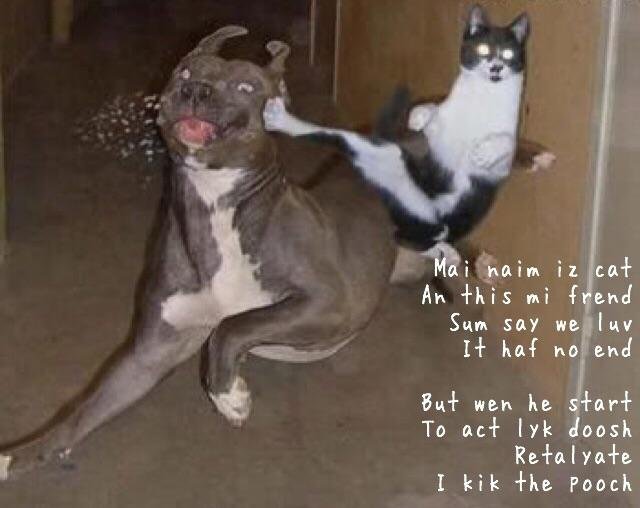 Mai naim iz cat
An this mi frend
Sum say we luv
It haf no end
But wen he start
To act lyk doosh
Retalyate
I kik the pooch